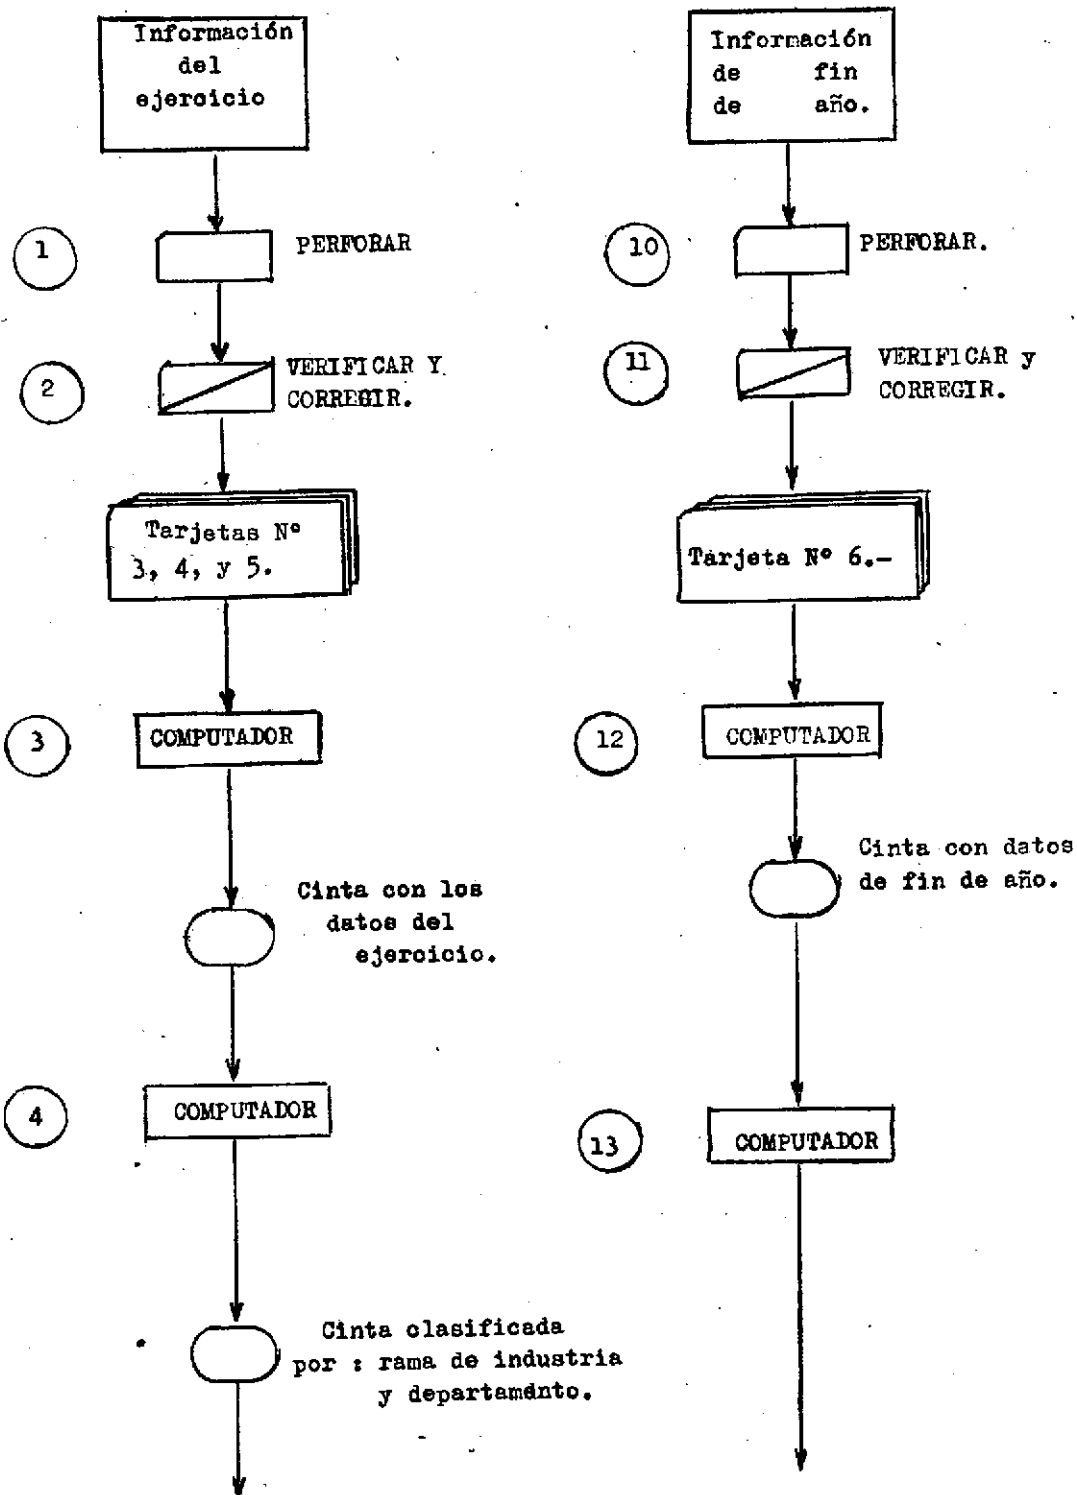 Información
del
ejercicio
1
PERFORAR
2
VERIFICAR Y
CORREGIR.
Tarjetas Nº
3, 4, y 5.
3
COMPUTADOR
Cinta con los
datos del
ejercicio.
4
COMPUTADOR
Cinta clasificada
por : rama de industria
y departamento.
Información
de fin
de año.
10
PERFORAR.
11
VERIFICAR y
CORREGIR.
Tarjeta Nº 6.-
12
COMPUTADOR
Cinta con datos
de fin de año.
13
COMPUTADOR